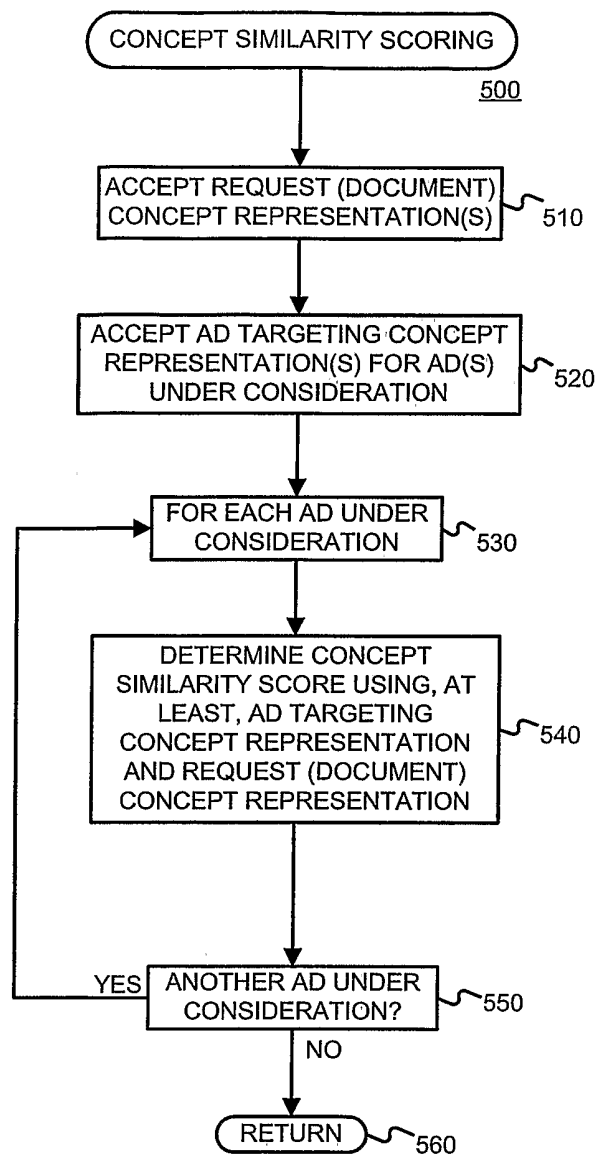 CONCEPT SIMILARITY SCORING
500
ACCEPT REQUEST (DOCUMENT)
CONCEPT REPRESENTATION(S)
510
ACCEPT AD TARGETING CONCEPT
REPRESENTATION(S) FOR AD(S)
UNDER CONSIDERATION
520
FOR EACH AD UNDER
CONSIDERATION
530
DETERMINE CONCEPT
SIMILARITY SCORE USING, AT
LEAST, AD TARGETING
CONCEPT REPRESENTATION
AND REQUEST (DOCUMENT)
CONCEPT REPRESENTATION
540
YES
ANOTHER AD UNDER
CONSIDERATION?
550
NO
RETURN
560